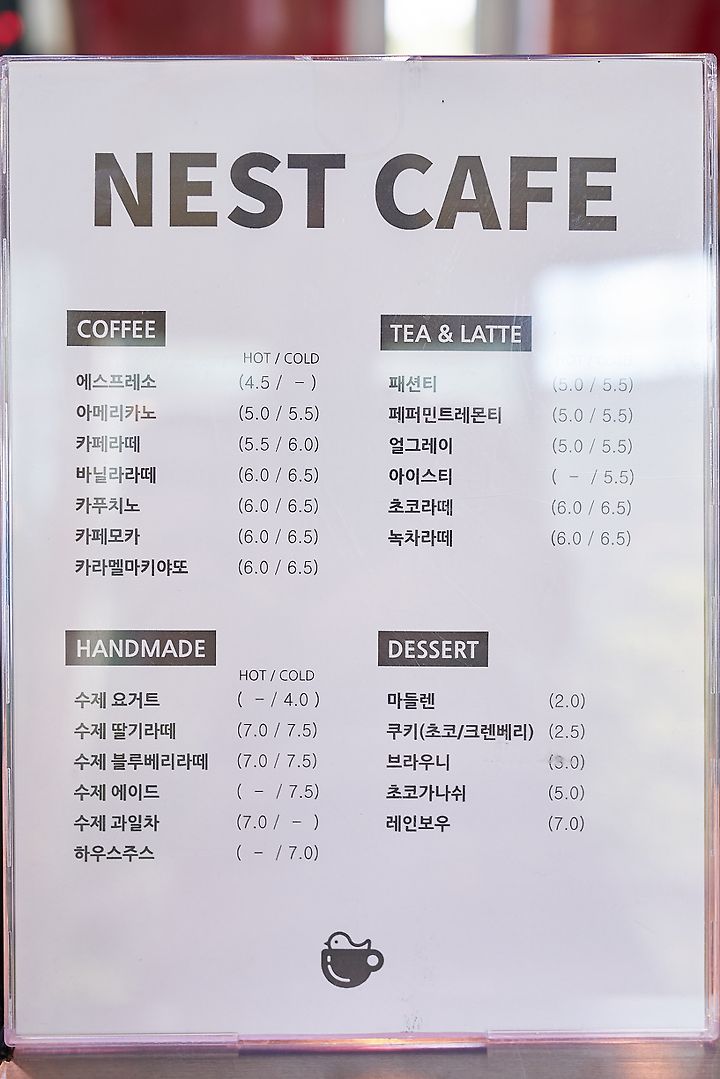 NEST CAFE
COFFEE
HOT / COLD
에스프레소 (4.5 / - )
아메리카노 (5.0 / 5.5)
카페라떼 (5.5 / 6.0)
바닐라라떼 (6.0 / 6.5)
카푸치노 (6.0 / 6.5)
카페모카 (6.0 / 6.5)
카라멜마키야또 (6.0 / 6.5)
TEA & LATTE
HOT / COLD
패션티 (5.0 / 5.5)
페퍼민트레몬티 (5.0 / 5.5)
얼그레이 (5.0 / 5.5)
아이스티 ( - / 5.5)
초코라떼 (6.0 / 6.5)
녹차라떼 (6.0 / 6.5)
HANDMADE
HOT / COLD
수제 요거트 ( - / 4.0 )
수제 딸기라떼 (7.0 / 7.5)
수제 블루베리라떼 (7.0 / 7.5)
수제 에이드 ( - / 7.5)
수제 과일차 (7.0 / - )
하우스주스 ( - / 7.0)
DESSERT
마들렌 (2.0)
쿠키(초코/크렌베리) (2.5)
브라우니 (3.0)
초코가나쉬 (5.0)
레인보우 (7.0)